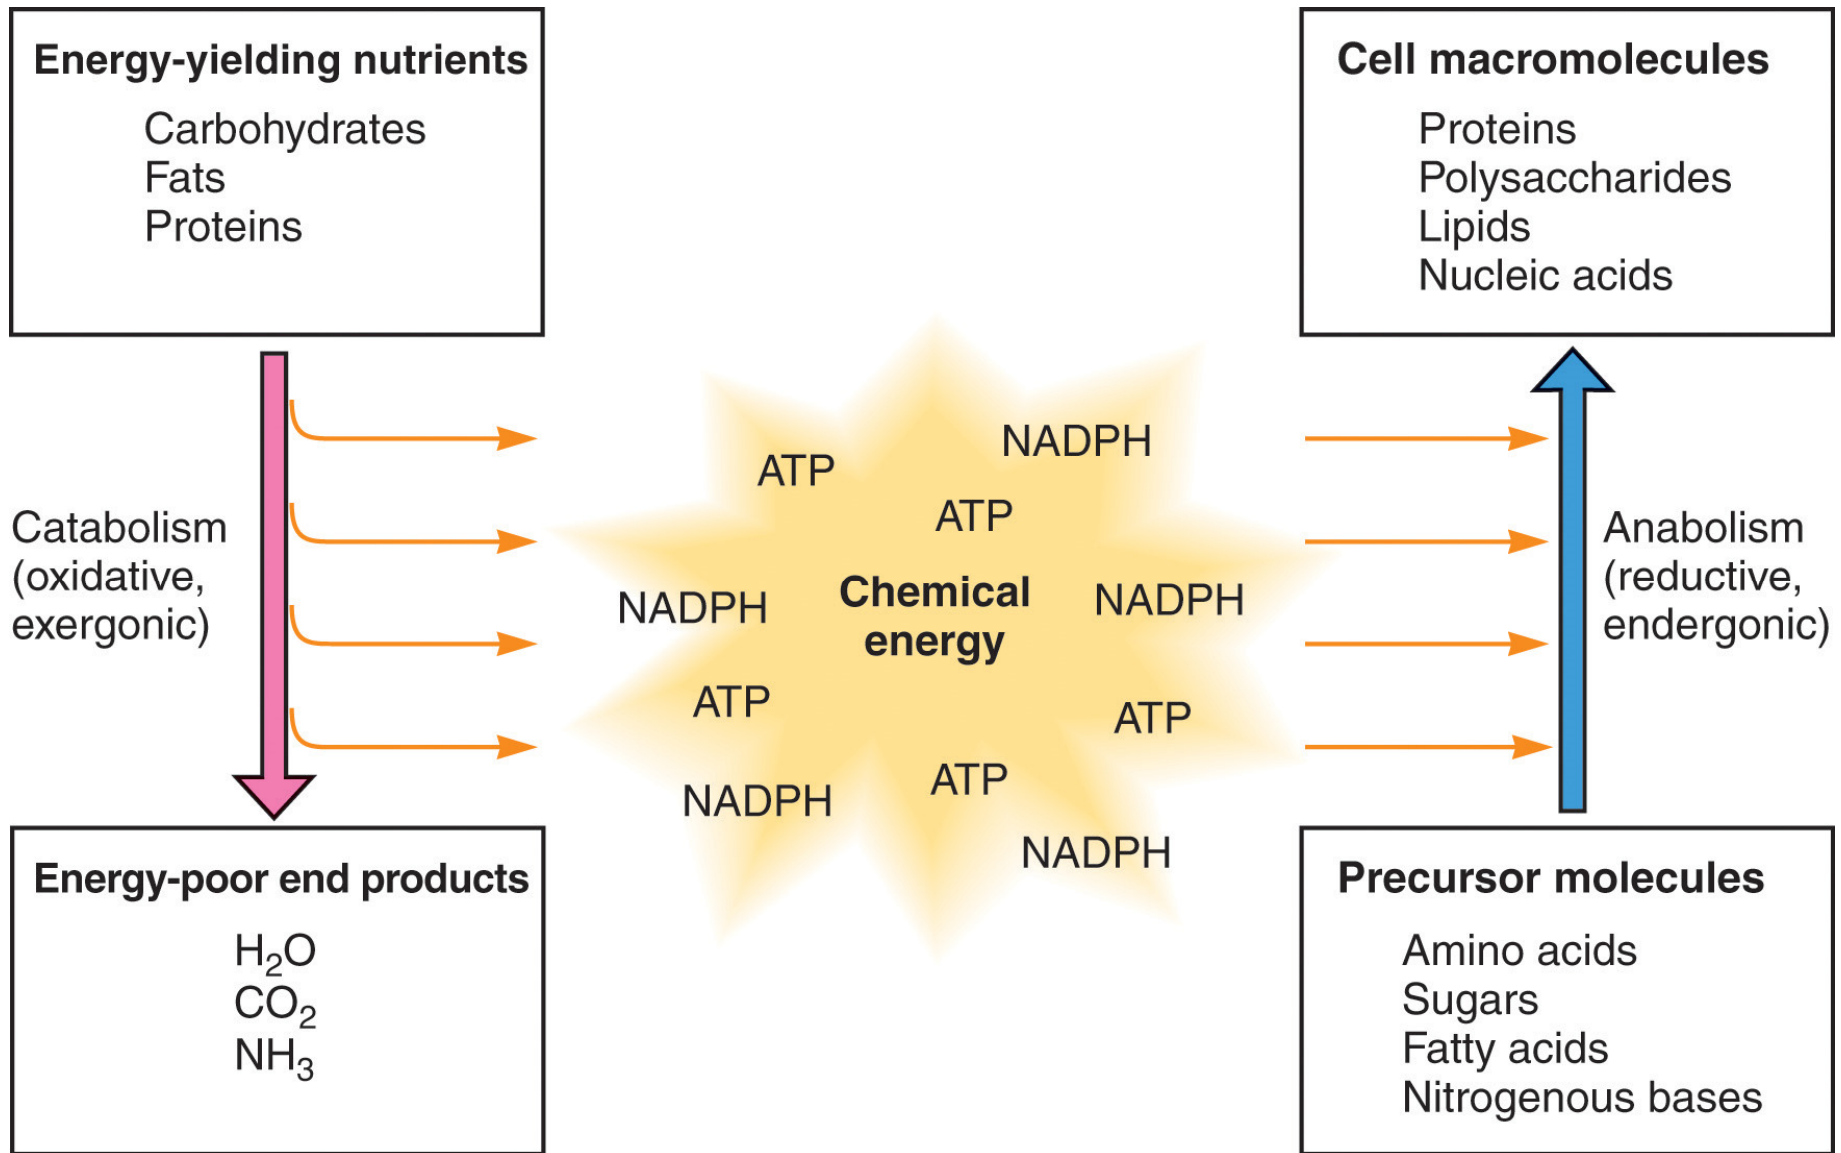 Energy-yielding nutrients
Carbohydrates
Fats
Proteins
Catabolism
(oxidative,
exergonic)
Energy-poor end products
H₂O
CO₂
NH₃
ATP
NADPH
ATP
NADPH
Chemical
energy
NADPH
ATP
ATP
NADPH
ATP
NADPH
Cell macromolecules
Proteins
Polysaccharides
Lipids
Nucleic acids
Anabolism
(reductive,
endergonic)
Precursor molecules
Amino acids
Sugars
Fatty acids
Nitrogenous bases